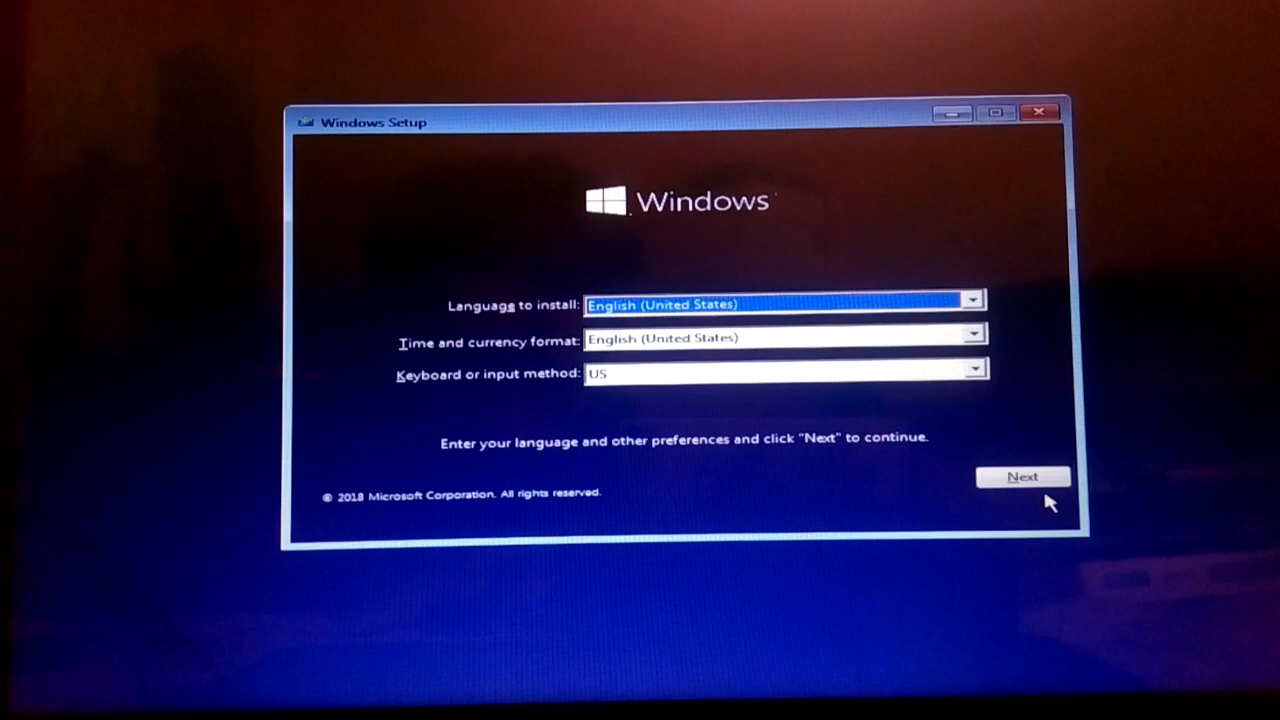 Windows Setup
Windows
Language to install: English (United States)
Time and currency format: English (United States)
Keyboard or input method: US
Enter your language and other preferences and click "Next" to continue.
Next
© 2018 Microsoft Corporation. All rights reserved.